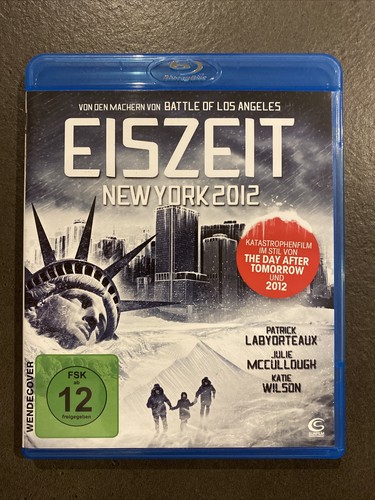 Blu-ray Disc
VON DEN MACHERN VON BATTLE OF LOS ANGELES
EISZEIT
NEW YORK 2012
KATASTROPHENFILM
IM STIL VON
THE DAY AFTER
TOMORROW
UND
2012
PATRICK
LABYORTEAUX
JULIE
MCCULLOUGH
KATIE
WILSON
WENDECOVER
FSK
ab
12
freigegeben